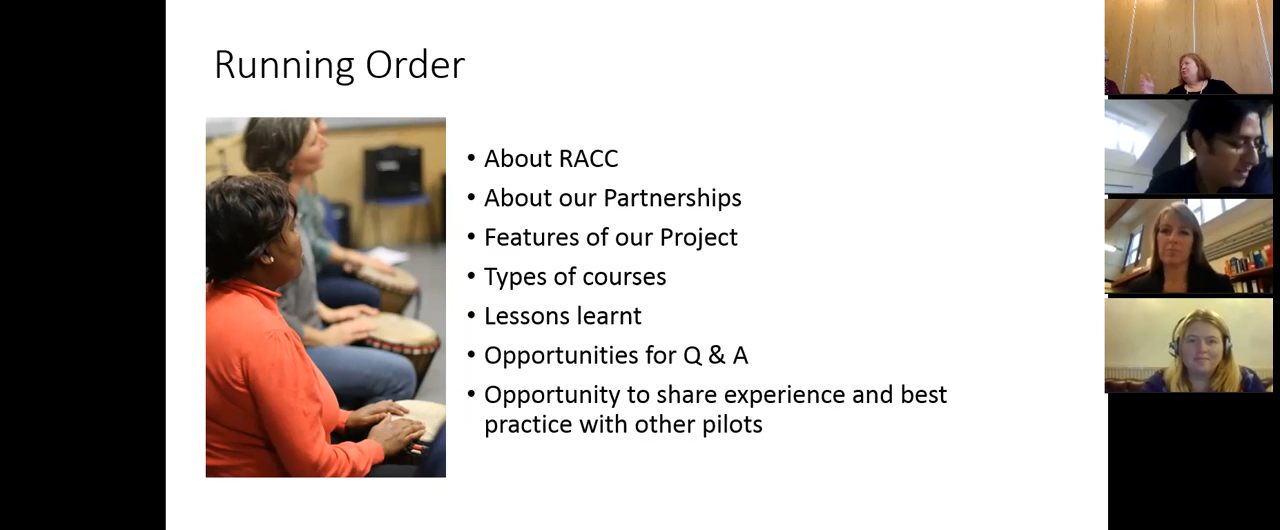 Running Order
• About RACC
• About our Partnerships
• Features of our Project
• Types of courses
• Lessons learnt
• Opportunities for Q & A
• Opportunity to share experience and best
practice with other pilots